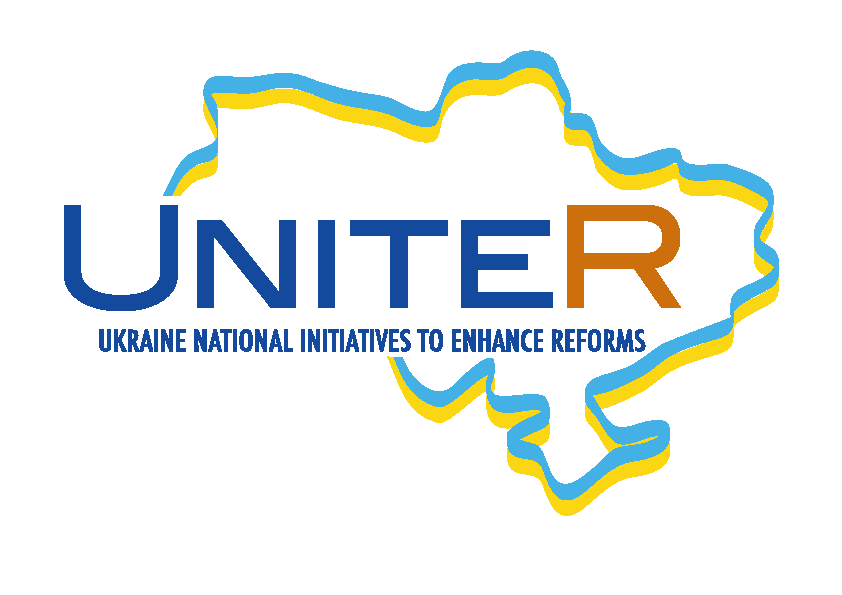 UNITER
UKRAINE NATIONAL INITIATIVES TO ENHANCE REFORMS